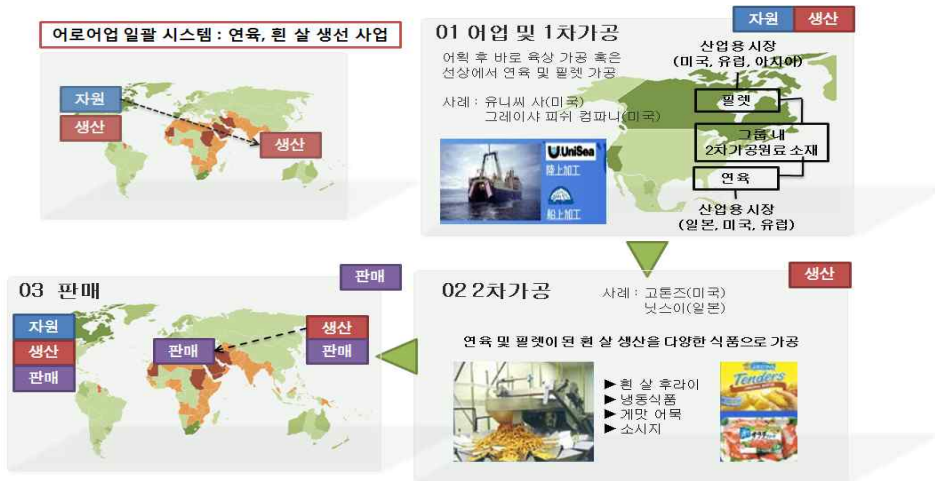 어로어업 일괄 시스템 : 연육, 흰 살 생선 사업
자원
생산
생산
자원
생산
01 어업 및 1차가공
어획 후 바로 육상 가공 혹은
선상에서 연육 및 필렛 가공
사례 : 유니씨 사(미국)
그레이샤 피쉬 컴파니(미국)
UniSea
陸上加工
船上加工
산업용 시장
(미국, 유럽, 아지아)
필렛
그룹 내
2차가공원료 소재
연육
산업용 시장
(일본, 미국, 유럽)
생산
02 2차가공
사례 : 고톤즈(미국)
닛스이(일본)
연육 및 필렛이 된 흰 살 생산을 다양한 식품으로 가공
▶ 흰 살 후라이
▶ 냉동식품
▶ 게맛 어묵
▶ 소시지
Tenders
판매
03 판매
자원
생산
판매
판매
생산
판매